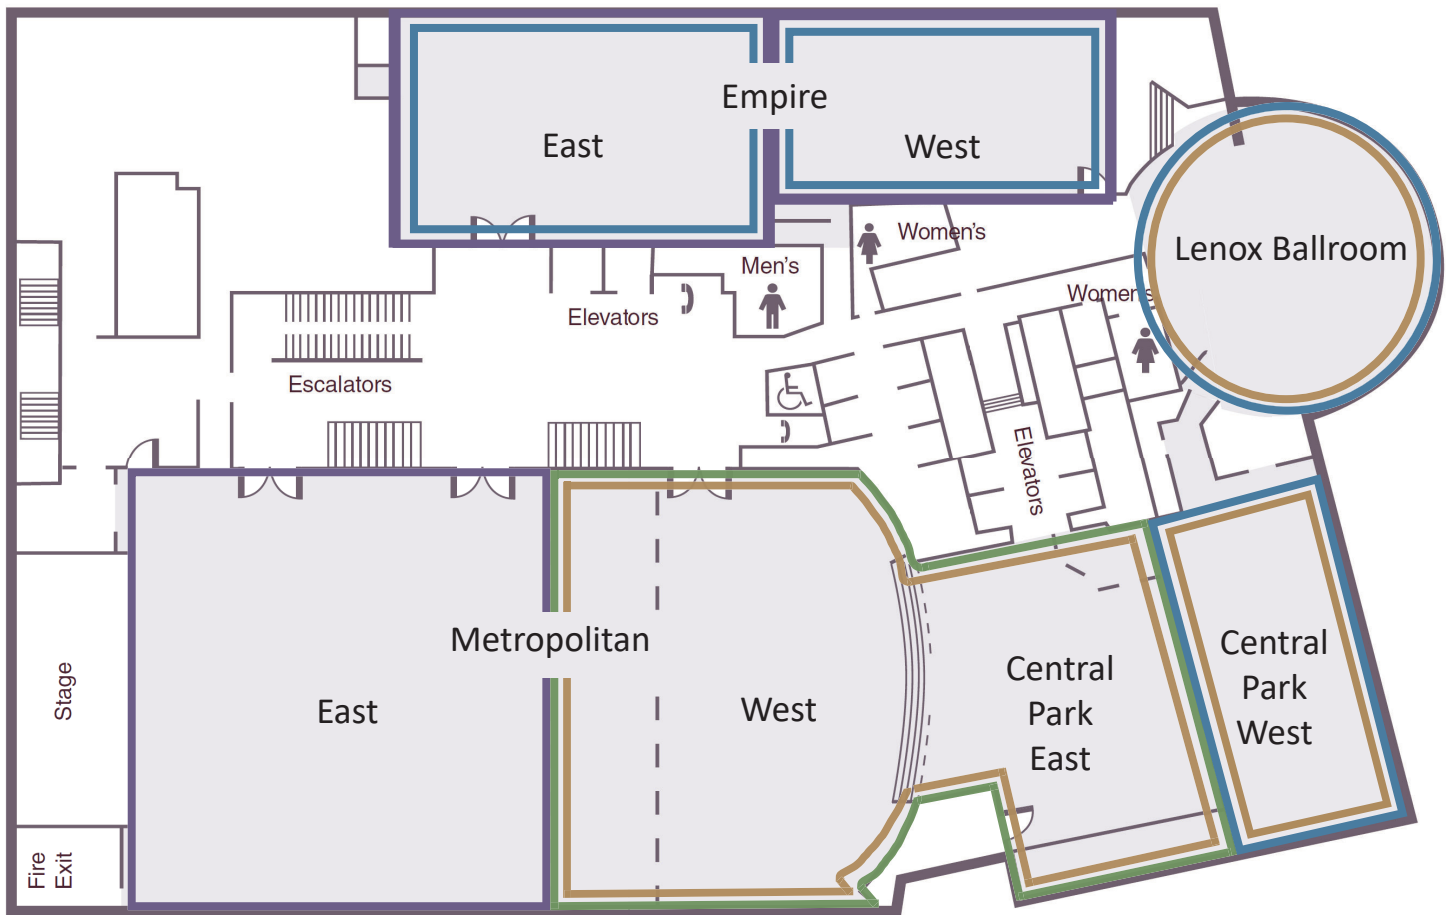 Empire
East
West
Women's
Lenox Ballroom
Men's
Women's
Elevators
Escalators
Elevators
Metropolitan
Central
Park
East
Central
Park
West
Stage
East
West
Fire
Exit